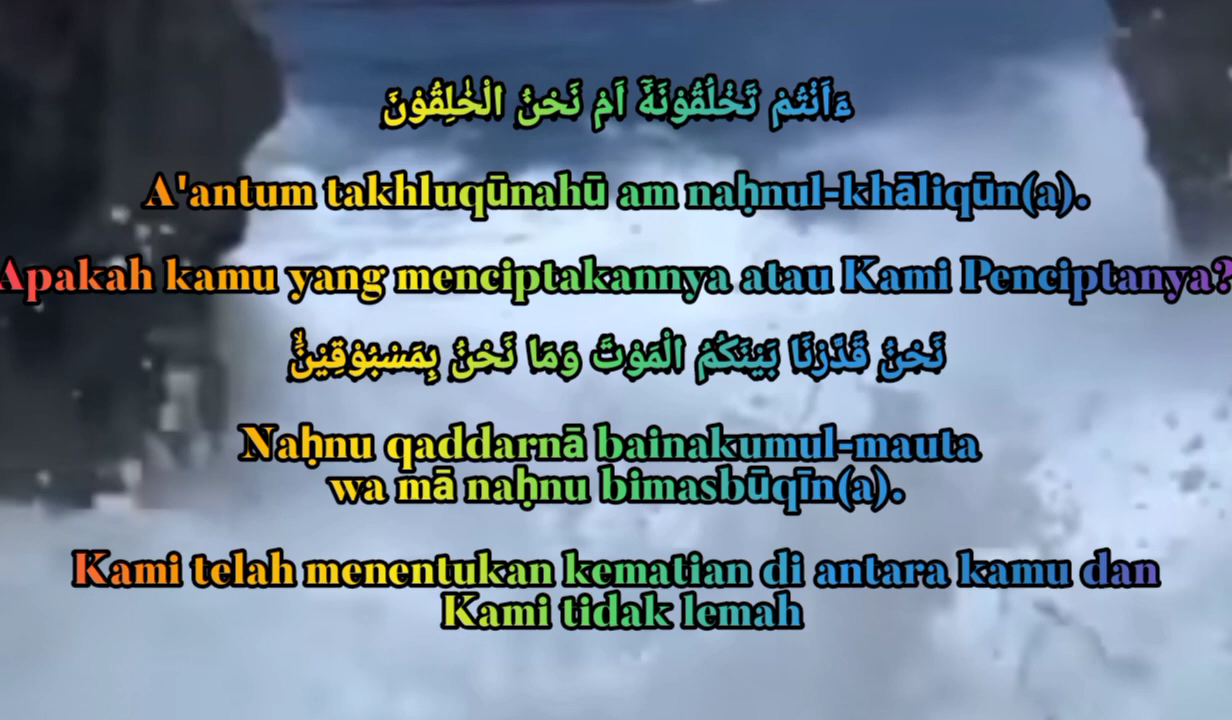 ءَاَنْتُمْ تَخْلُقُوْنَهٗٓ اَمْ نَحْنُ الْخٰلِقُوْنَ
A'antum takhluqūnahū am naḥnul-khāliqūn(a).
Apakah kamu yang menciptakannya atau Kami Penciptanya?
نَحْنُ قَدَّرْنَا بَيْنَكُمُ الْمَوْتَ وَمَا نَحْنُ بِمَسْبُوْقِيْنَۙ
Naḥnu qaddarnā bainakumul-mauta
wa mā naḥnu bimasbūqīn(a).
Kami telah menentukan kematian di antara kamu dan
Kami tidak lemah